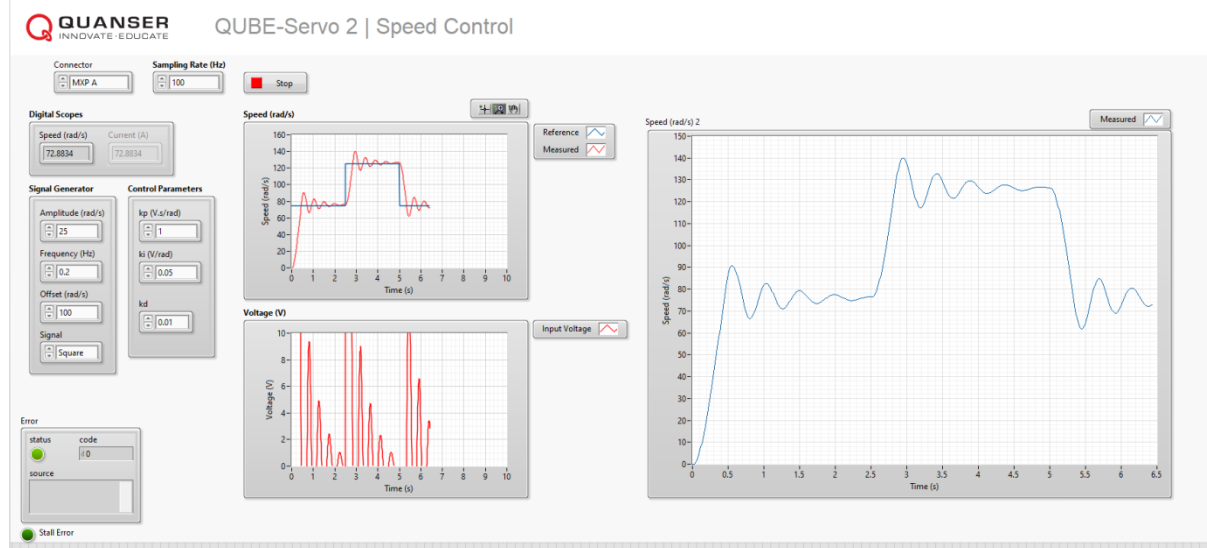 QUANSER
INNOVATE·EDUCATE
QUBE-Servo 2 | Speed Control
Connector
MXP A
Sampling Rate (Hz)
100
Stop
Digital Scopes
Speed (rad/s)
72.8834
Current (A)
72.8834
Signal Generator
Amplitude (rad/s)
25
Frequency (Hz)
0.2
Offset (rad/s)
100
Signal
Square
Control Parameters
kp (V.s/rad)
1
ki (V/rad)
0.05
kd
0.01
Error
status
code
d 0
source
Stall Error
Speed (rad/s)
Reference
Measured
160
140
120
100
80
60
40
20
0
Speed (rad/s)
0 1 2 3 4 5 6 7 8 9 10
Time (s)
Voltage (V)
Input Voltage
10
8
6
4
2
0
Voltage (V)
0 1 2 3 4 5 6 7 8 9 10
Time (s)
Speed (rad/s) 2
Measured
150
140
130
120
110
100
90
80
70
60
50
40
30
20
10
0
Speed (rad/s)
0 0.5 1 1.5 2 2.5 3 3.5 4 4.5 5 5.5 6 6.5
Time (s)